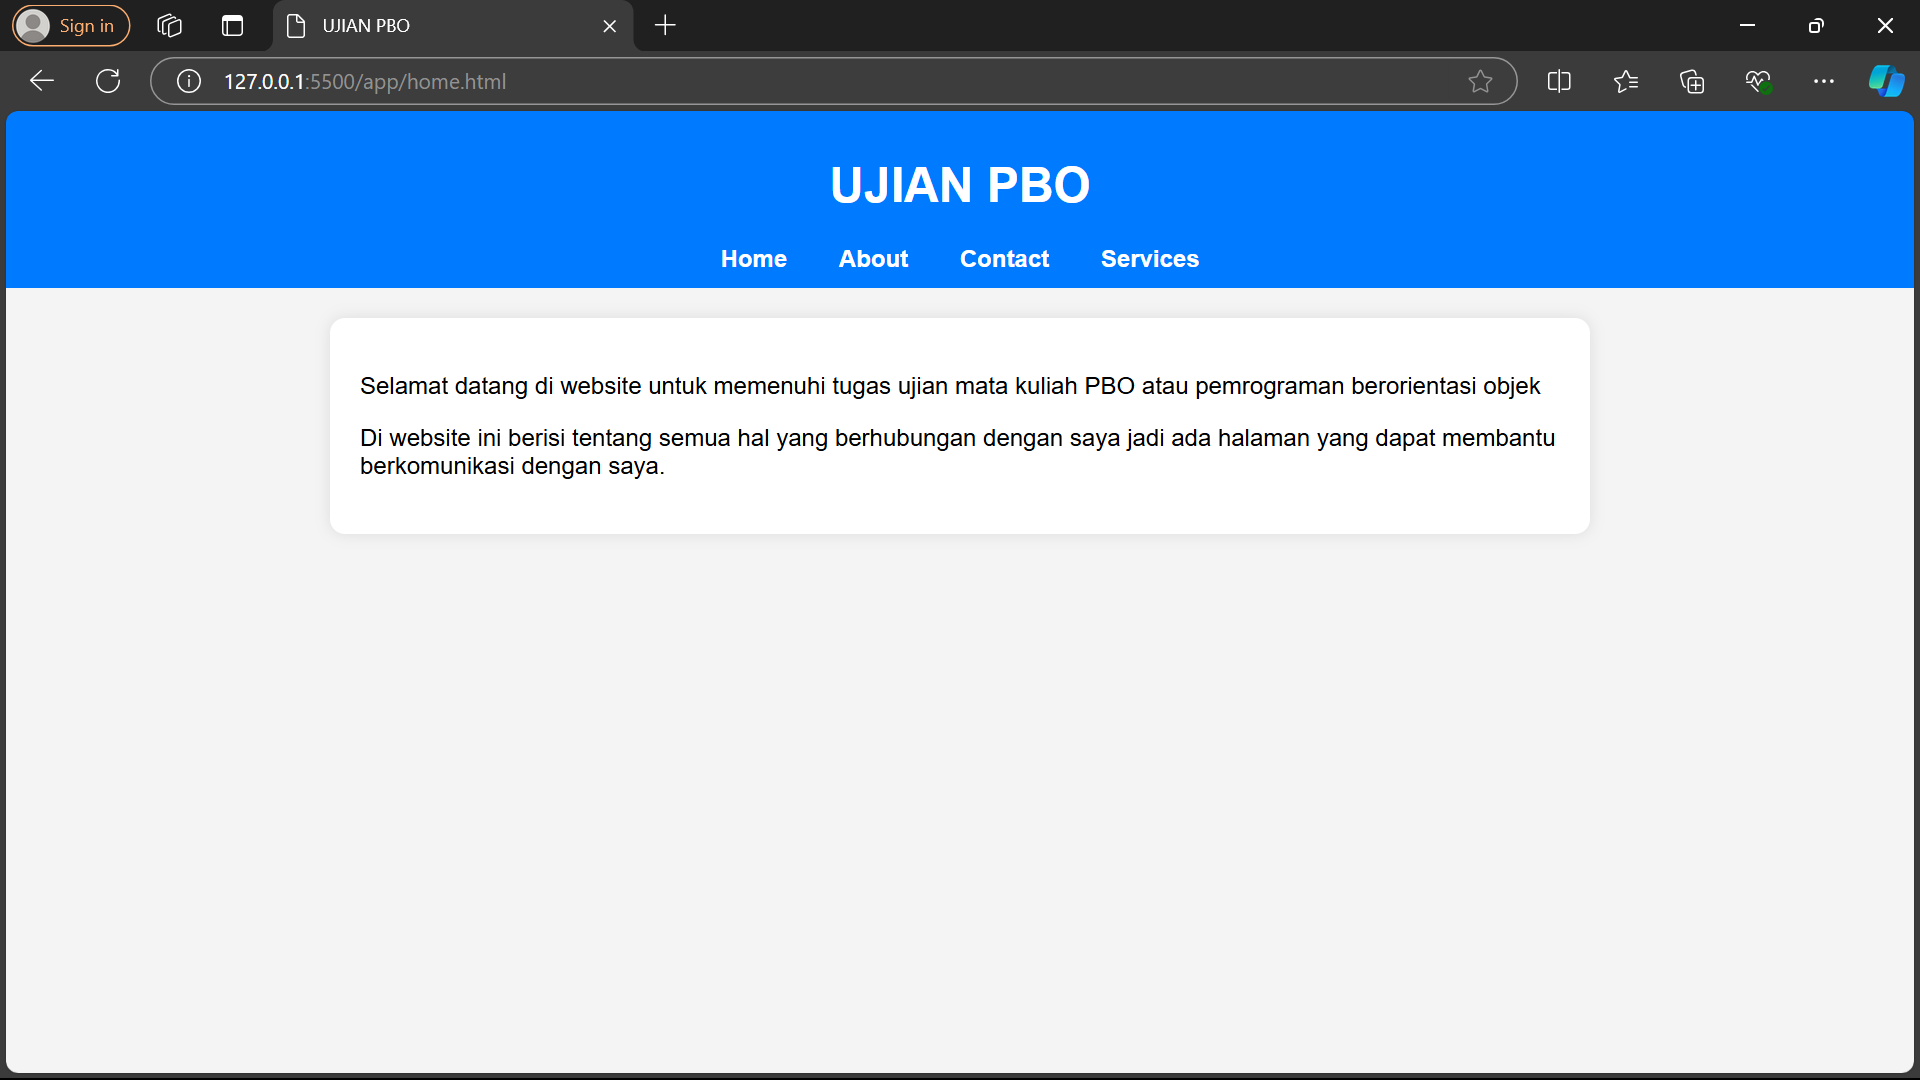 Sign in
UJIAN PBO
127.0.0.1:5500/app/home.html
UJIAN PBO
Home About Contact Services
Selamat datang di website untuk memenuhi tugas ujian mata kuliah PBO atau pemrograman berorientasi objek
Di website ini berisi tentang semua hal yang berhubungan dengan saya jadi ada halaman yang dapat membantu
berkomunikasi dengan saya.